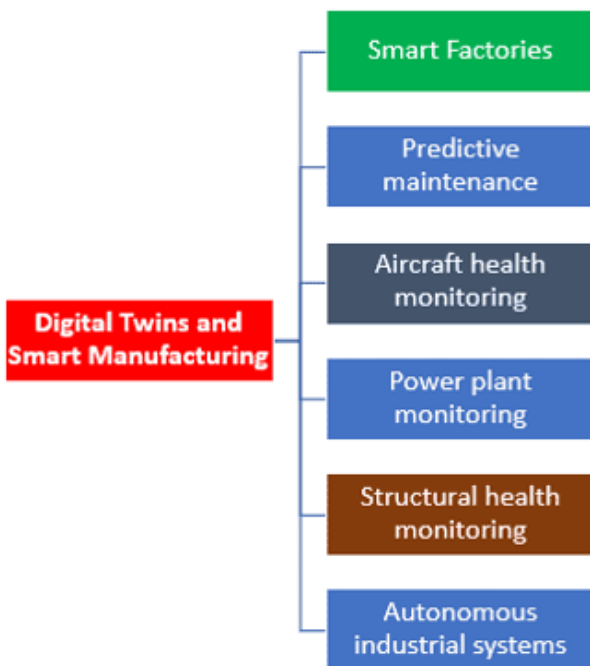 Smart Factories
Predictive
maintenance
Aircraft health
monitoring
Digital Twins and
Smart Manufacturing
Power plant
monitoring
Structural health
monitoring
Autonomous
industrial systems